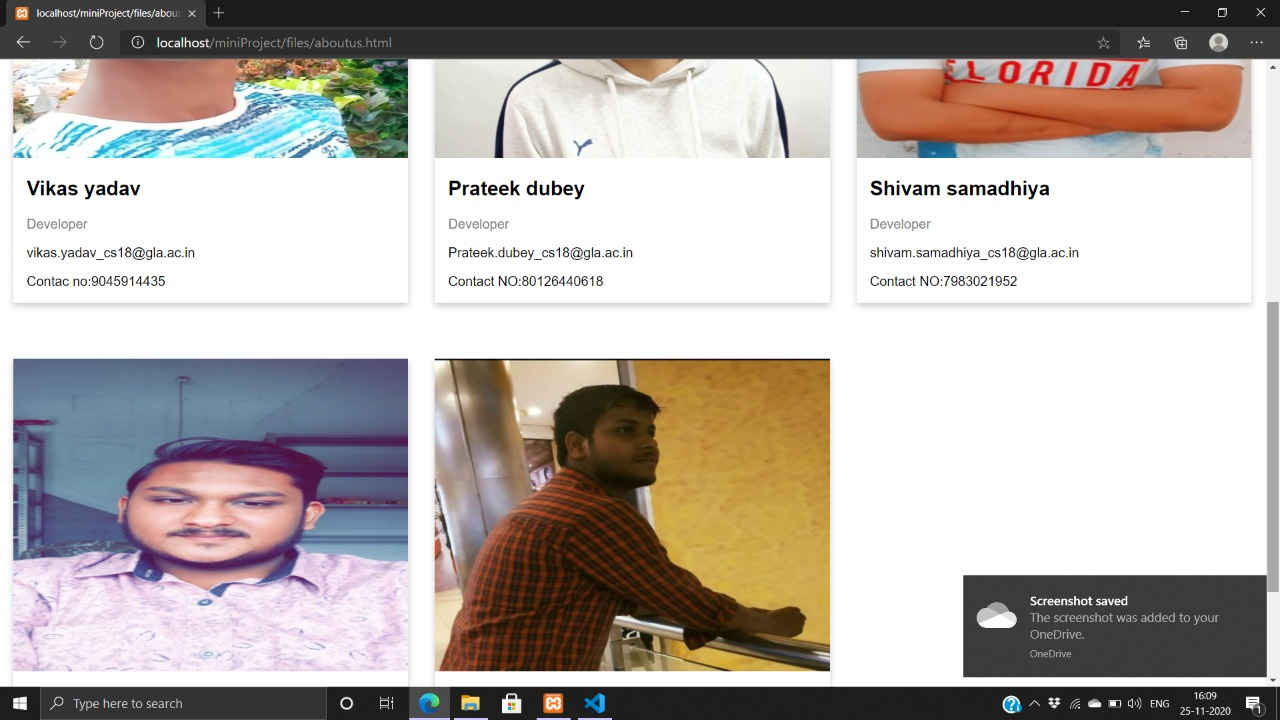 localhost/miniProject/files/abou
localhost/miniProject/files/aboutus.html
FLORIDA
Vikas yadav
Prateek dubey
Shivam samadhiya
Developer
Developer
Developer
vikas.yadav_cs18@gla.ac.in
Prateek.dubey_cs18@gla.ac.in
shivam.samadhiya_cs18@gla.ac.in
Contac no:9045914435
Contact NO:80126440618
Contact NO:7983021952
Screenshot saved
The screenshot was added to your
OneDrive.
OneDrive
Type here to search
ENG
16:09
25-11-2020
1